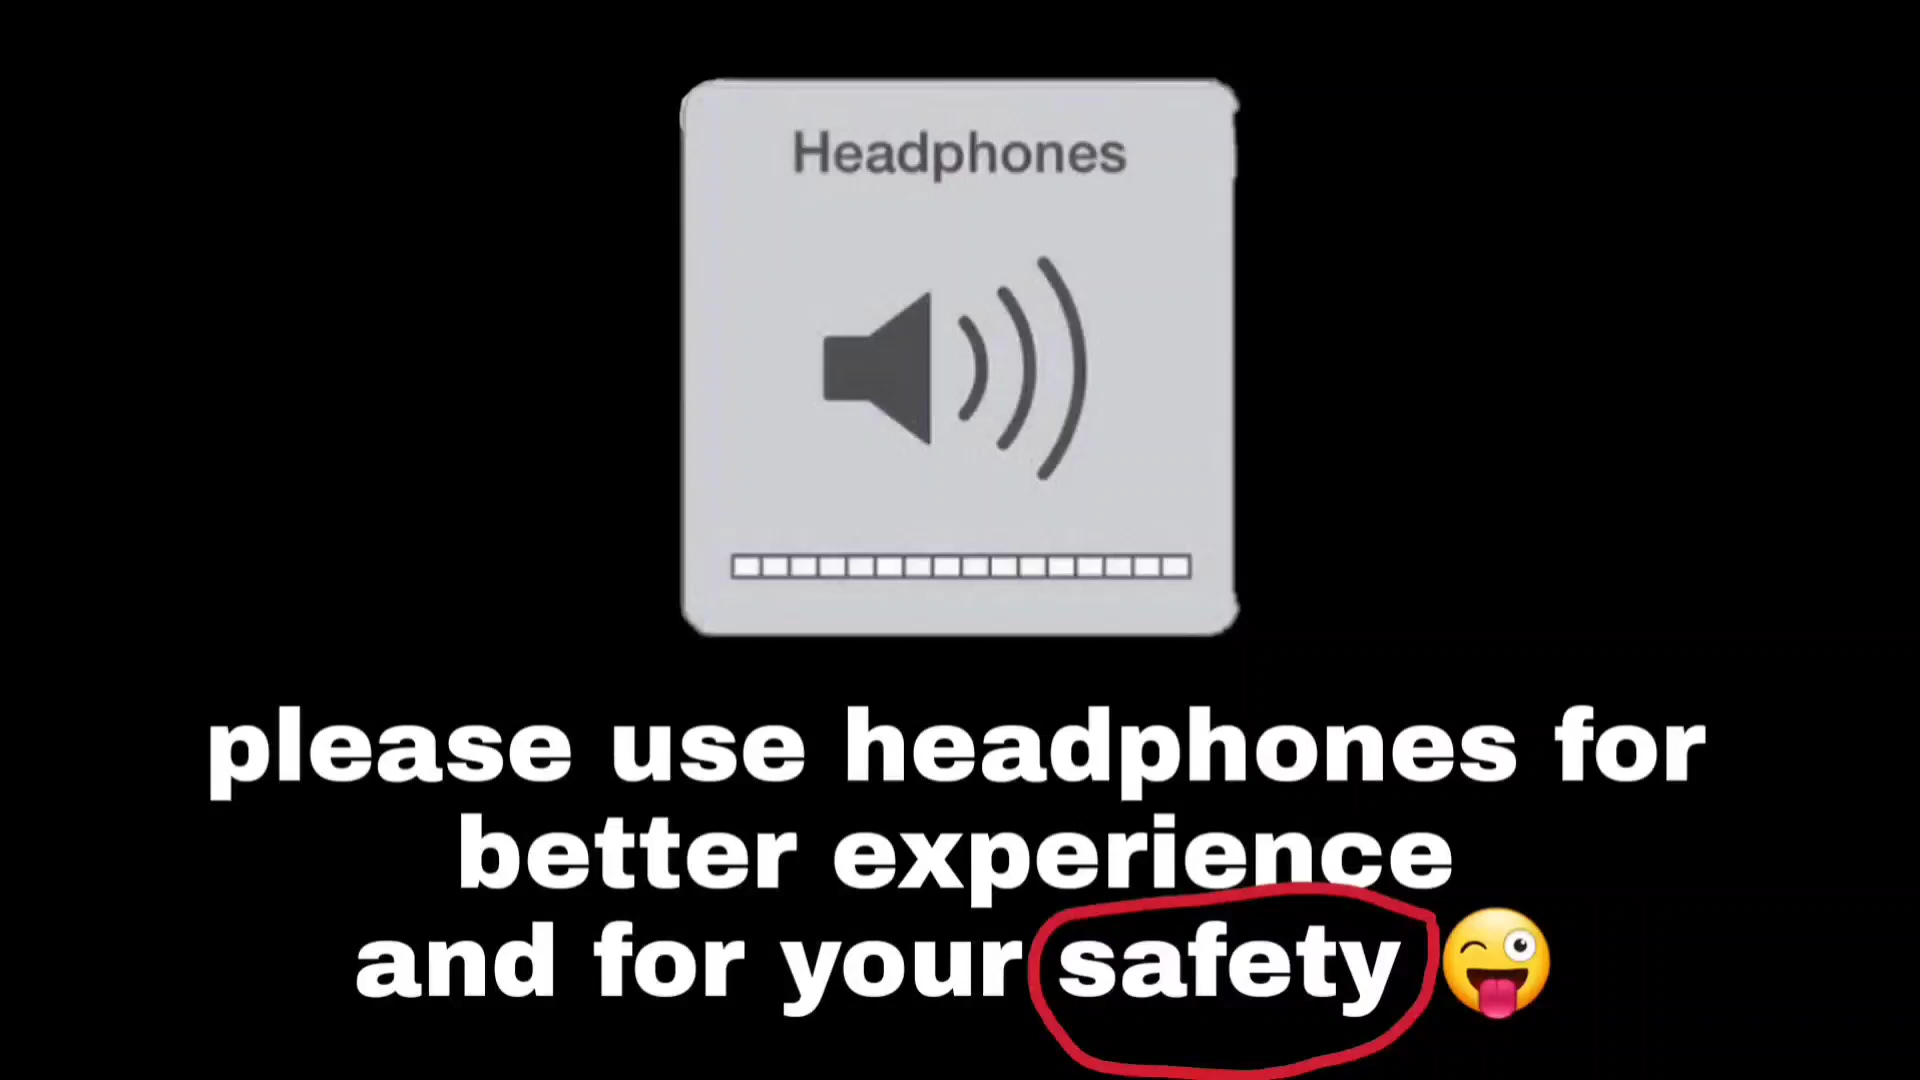 Headphones
please use headphones for
better experience
and for your safety 😜